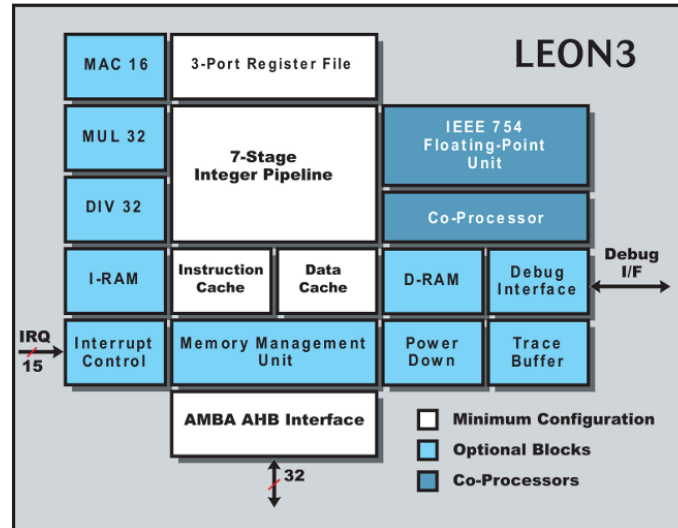 LEON3
MAC 16
3-Port Register File
MUL 32
7-Stage
Integer Pipeline
IEEE 754
Floating-Point
Unit
DIV 32
Co-Processor
I-RAM
Instruction
Cache
Data
Cache
D-RAM
Debug
Interface
Debug
I/F
IRQ
15
Interrupt
Control
Memory Management
Unit
Power
Down
Trace
Buffer
AMBA AHB Interface
32
Minimum Configuration
Optional Blocks
Co-Processors